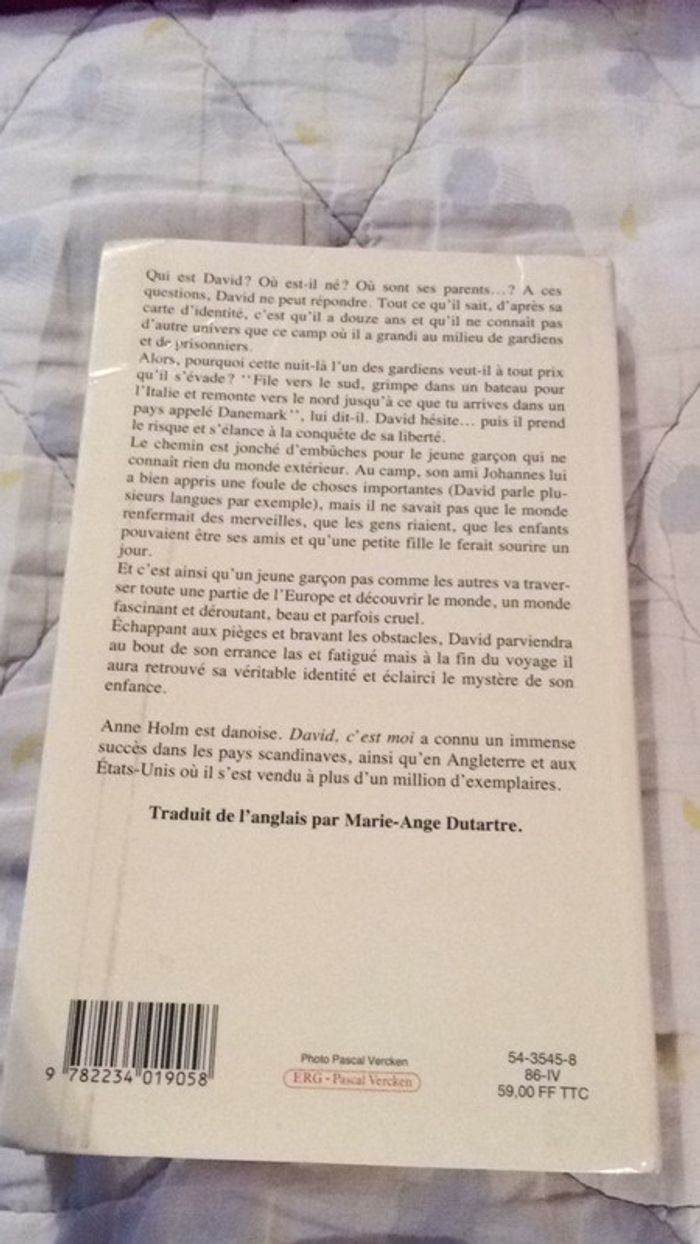 Qui est David? Où est-il né? Où sont ses parents...? A ces
questions, David ne peut répondre. Tout ce qu'il sait, d'après sa
carte d'identité, c'est qu'il a douze ans et qu'il ne connaît pas
d'autre univers que ce camp où il a grandi au milieu de gardiens
et de prisonniers.
Alors, pourquoi cette nuit-là l'un des gardiens veut-il à tout prix
qu'il s'évade? "File vers le sud, grimpe dans un bateau pour
l'Italie et remonte vers le nord jusqu'à ce que tu arrives dans un
pays appelé Danemark", lui dit-il. David hésite... puis il prend
le risque et s'élance à la conquête de sa liberté.
Le chemin est jonché d'embûches pour le jeune garçon qui ne
connaît rien du monde extérieur. Au camp, son ami Johannes lui
a bien appris une foule de choses importantes (David parle plu-
sieurs langues par exemple), mais il ne savait pas que le monde
renfermait des merveilles, que les gens riaient, que les enfants
pouvaient être ses amis et qu'une petite fille le ferait sourire un
jour.
Et c'est ainsi qu'un jeune garçon pas comme les autres va traver-
ser toute une partie de l'Europe et découvrir le monde, un monde
fascinant et déroutant, beau et parfois cruel.
Échappant aux pièges et bravant les obstacles, David parviendra
au bout de son errance las et fatigué mais à la fin du voyage il
aura retrouvé sa véritable identité et éclairci le mystère de son
enfance.
Anne Holm est danoise. David, c'est moi a connu un immense
succès dans les pays scandinaves, ainsi qu'en Angleterre et aux
États-Unis où il s'est vendu à plus d'un million d'exemplaires.
Traduit de l'anglais par Marie-Ange Dutartre.
9 782234 019058
Photo Pascal Vercken
ERG - Pascal Vercken
54-3545-8
86-IV
59,00 FF TTC